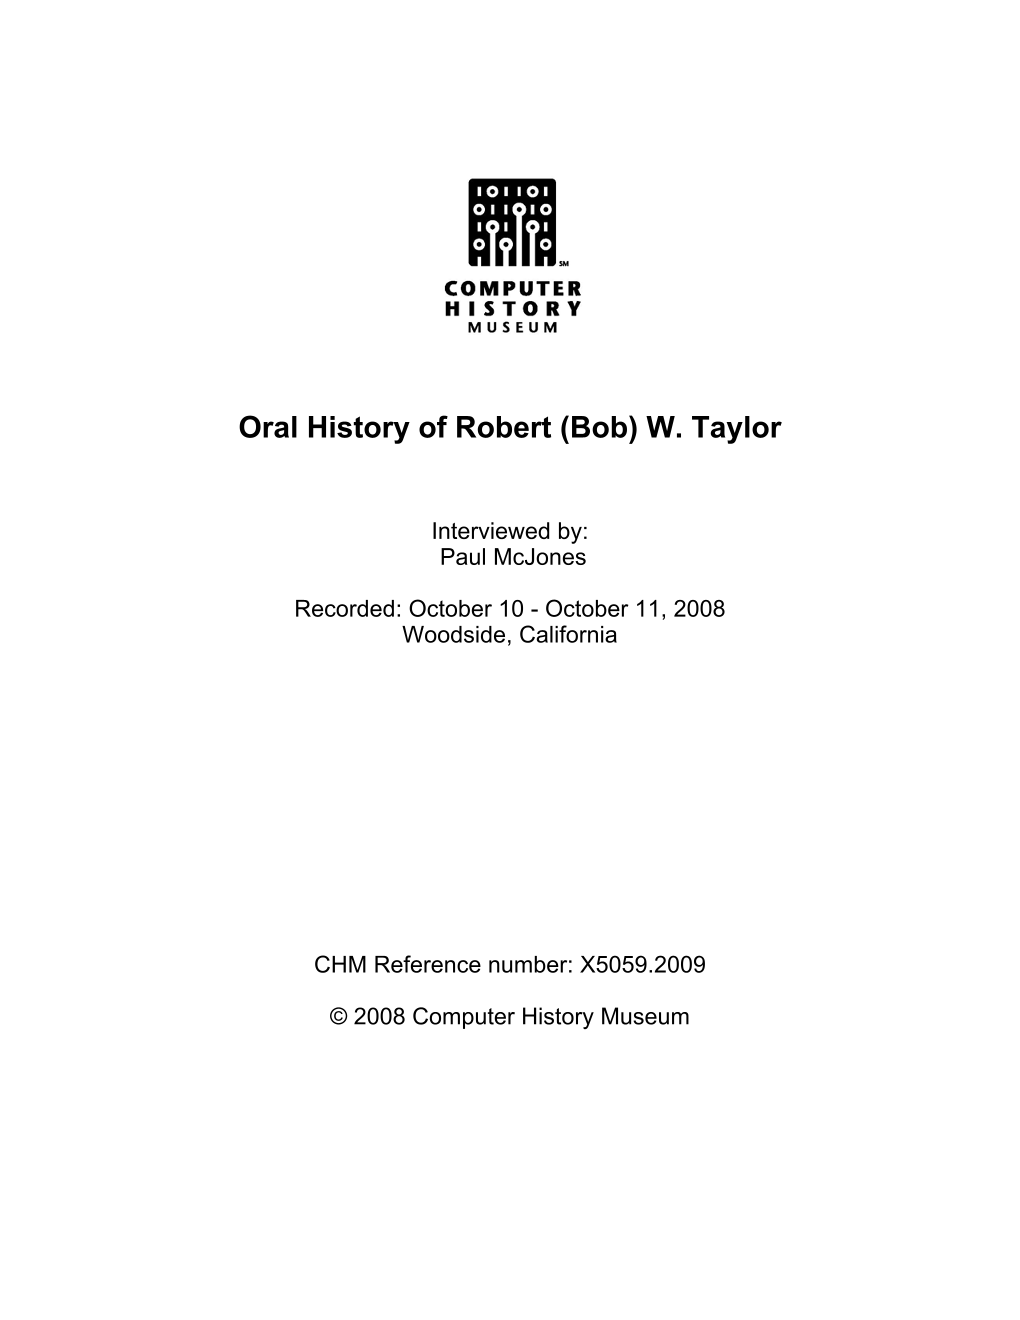 SM
COMPUTER
HISTORY
MUSEUM
Oral History of Robert (Bob) W. Taylor
Interviewed by:
Paul McJones
Recorded: October 10 - October 11, 2008
Woodside, California
CHM Reference number: X5059.2009
© 2008 Computer History Museum